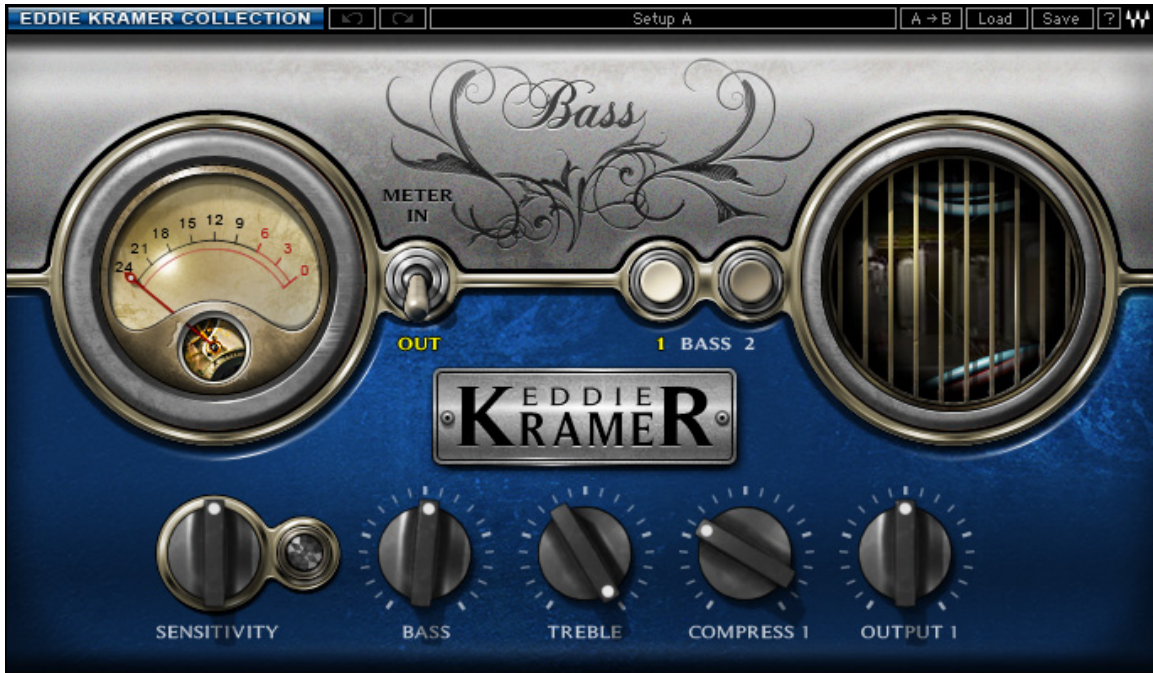 EDDIE KRAMER COLLECTION Setup A A→B Load Save ?
Bass
METER
IN
24 21 18 15 12 9 6 3 0
OUT
1 BASS 2
EDDIE
KRAMER
SENSITIVITY BASS TREBLE COMPRESS 1 OUTPUT 1